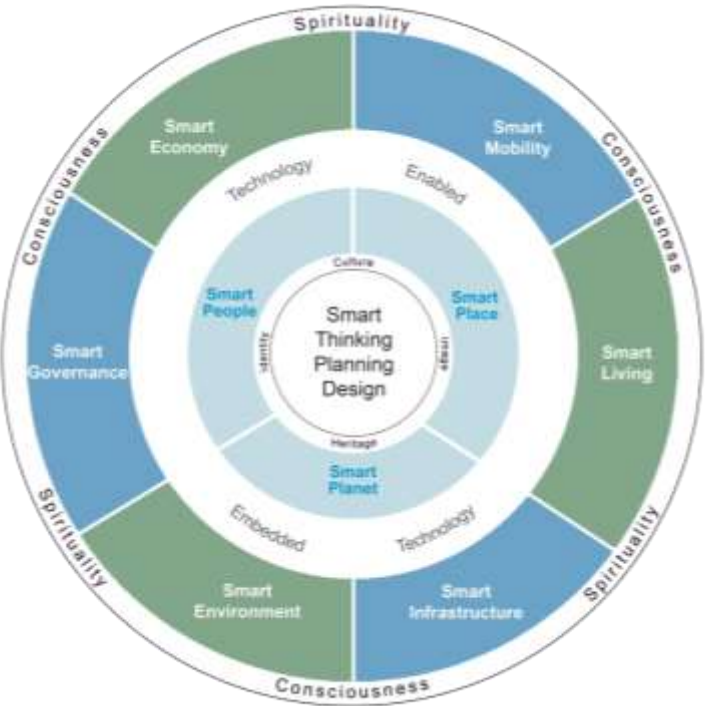 Spirituality
Consciousness
Consciousness
Smart
Economy
Smart
Mobility
Technology
Enabled
Culture
Smart
People
Smart
Place
Identity
Image
Smart
Thinking
Planning
Design
Smart
Governance
Smart
Living
Heritage
Smart
Planet
Embedded
Technology
Spirituality
Spirituality
Smart
Environment
Smart
Infrastructure
Consciousness